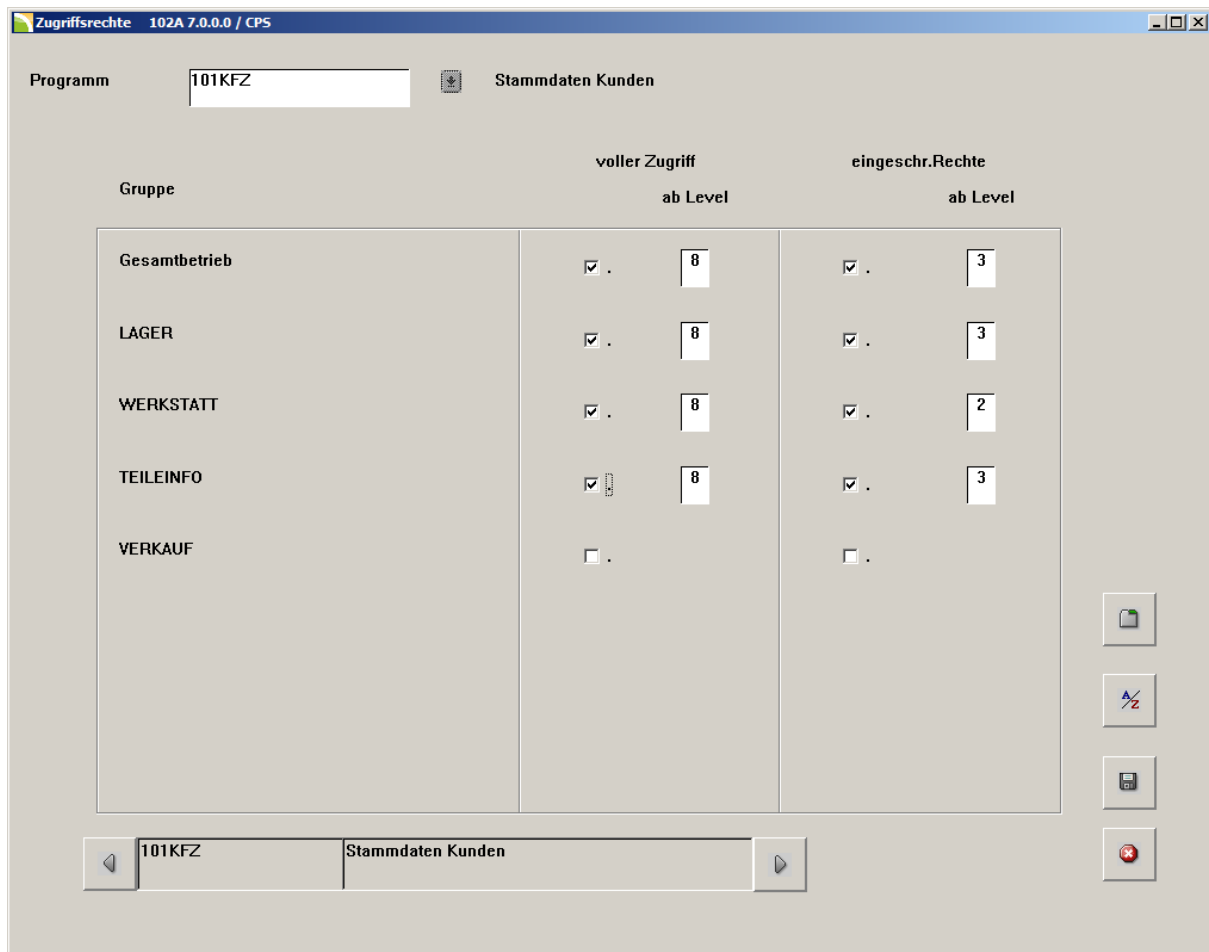 Zugriffsrechte 102A 7.0.0.0 / CPS
Programm 101KFZ Stammdaten Kunden
voller Zugriff eingeschr.Rechte
Gruppe ab Level ab Level
Gesamtbetrieb . 8 . 3
LAGER . 8 . 3
WERKSTATT . 8 . 2
TEILEINFO . 8 . 3
VERKAUF . .
A/Z
101KFZ Stammdaten Kunden